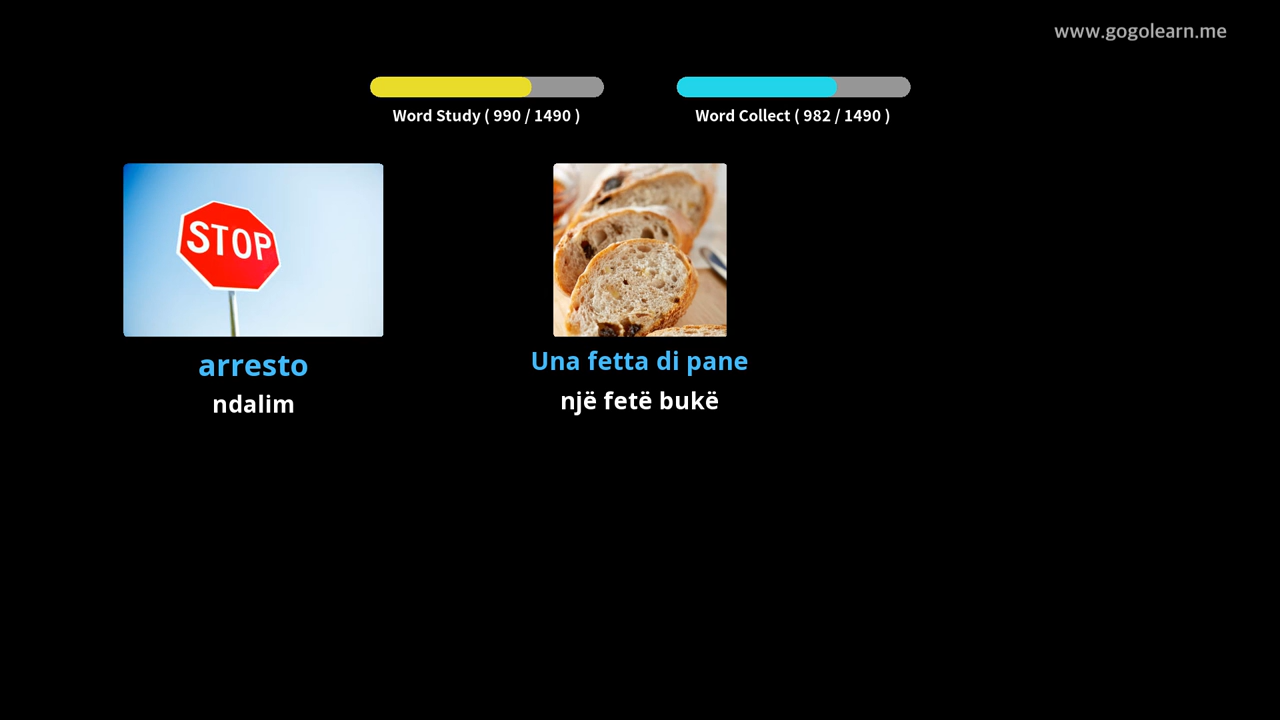 www.gogolearn.me
Word Study ( 990 / 1490 )
Word Collect ( 982 / 1490 )
STOP
arresto
ndalim
Una fetta di pane
një fetë bukë